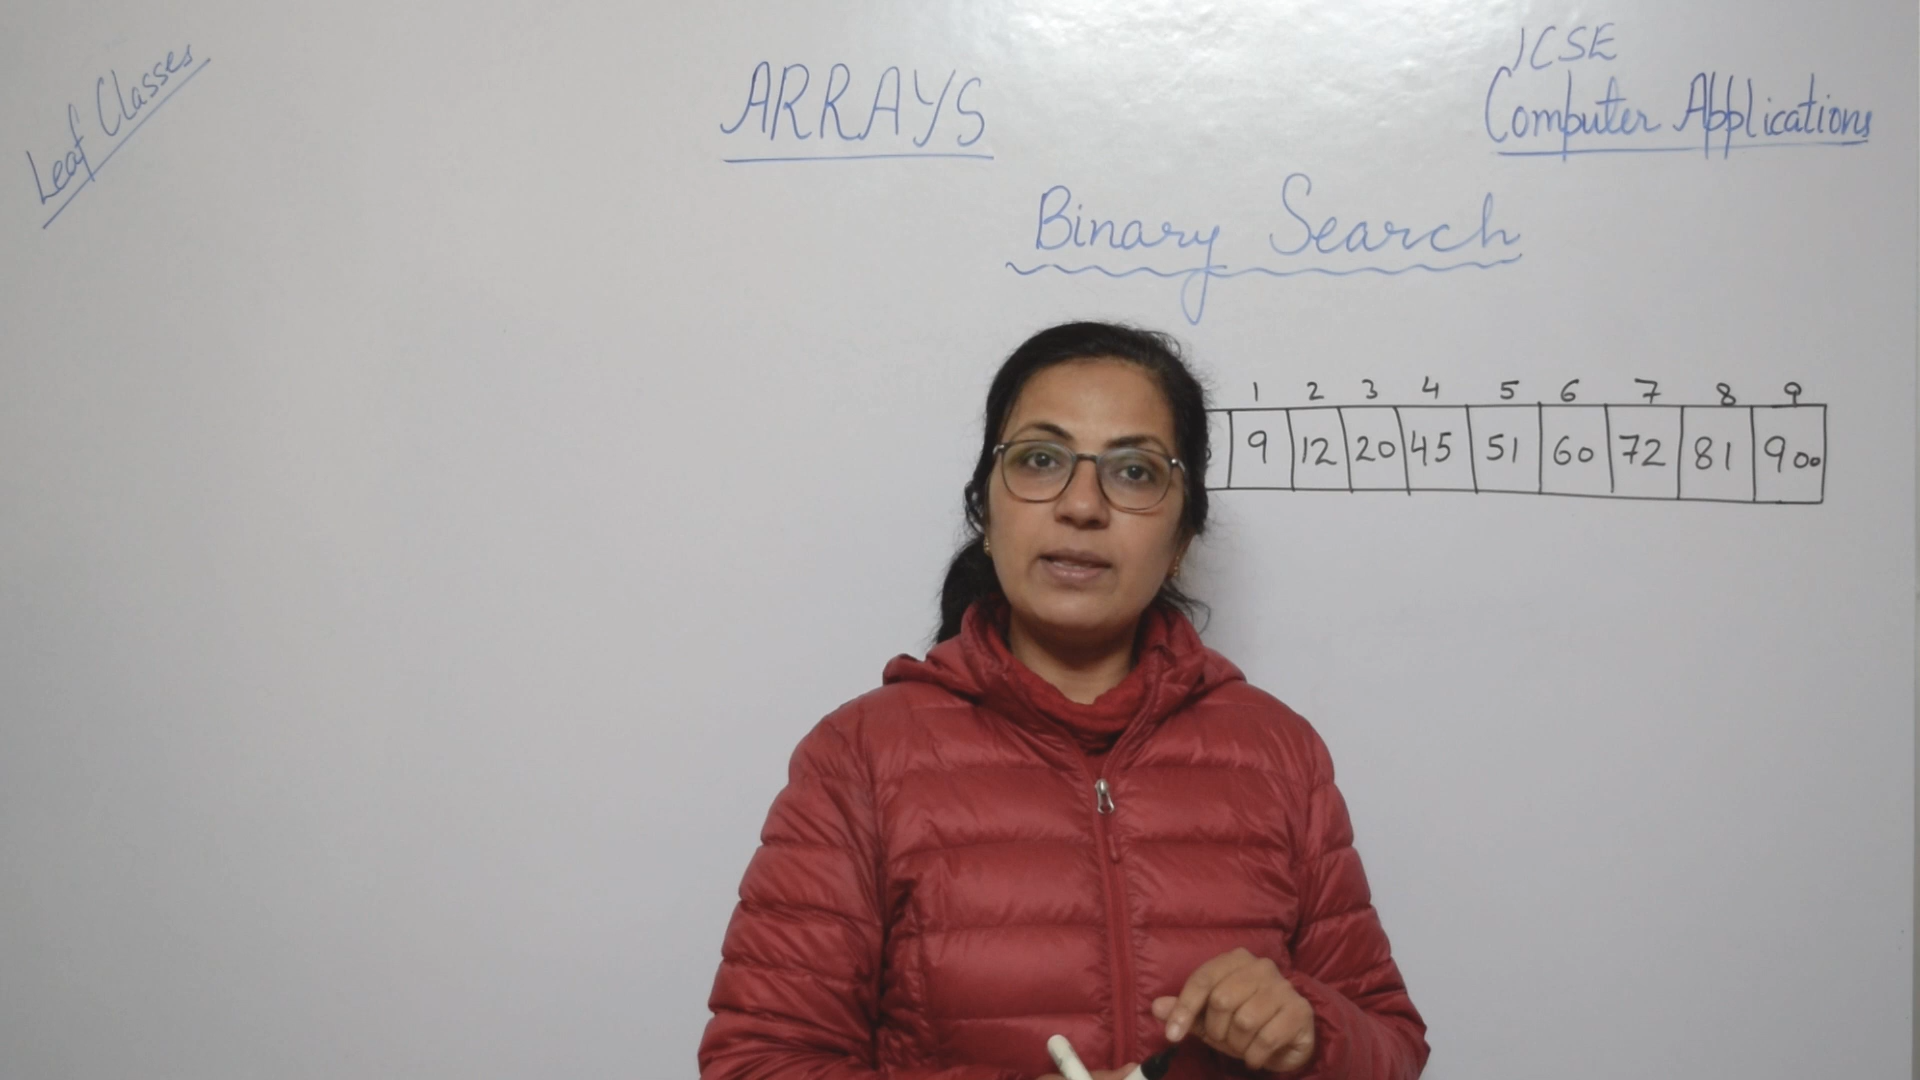 Leaf Classes
ARRAYS
ICSE
Computer Applications
Binary Search
1 2 3 4 5 6 7 8 9
9 12 20 45 51 60 72 81 900